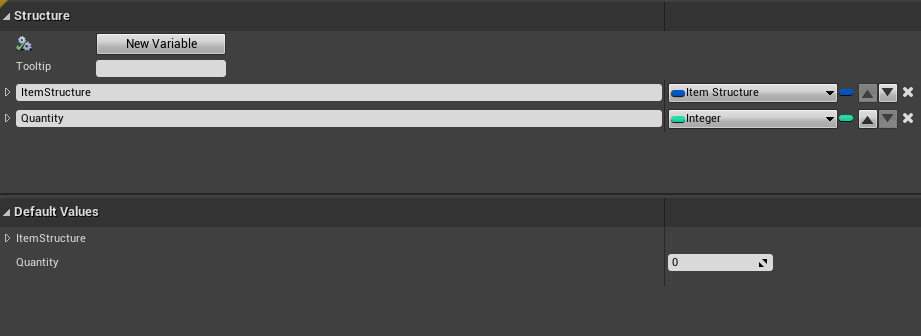 Structure
New Variable
Tooltip
ItemStructure Item Structure
Quantity Integer
Default Values
ItemStructure
Quantity 0